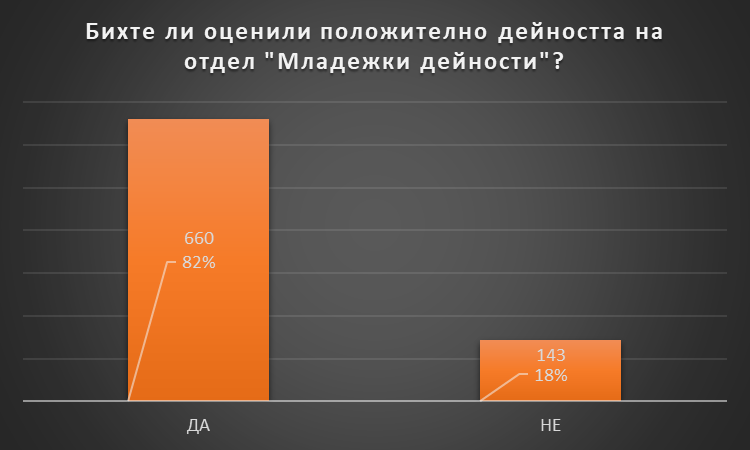 Бихте ли оценили положително дейността на
отдел "Младежки дейности"?
660
82%
143
18%
ДА
НЕ